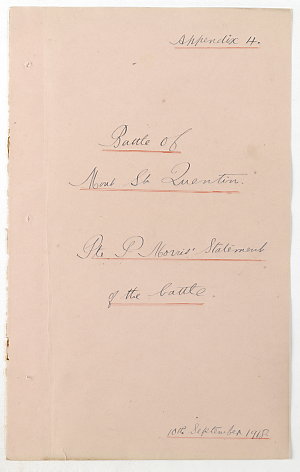 Appendix 4.
Battle of
Mont St. Quentin.
Pte P Morris' Statement
of the battle.
10th September 1918